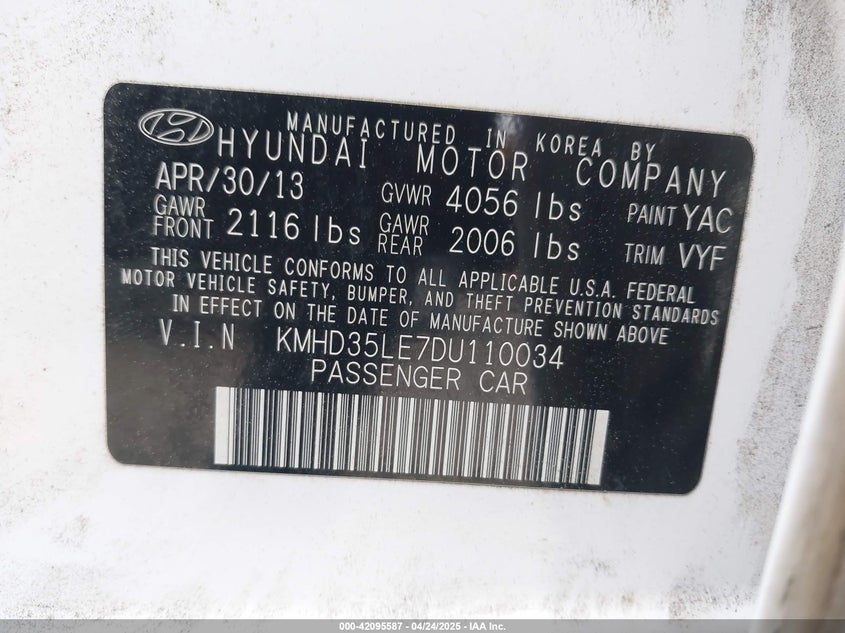 MANUFACTURED IN KOREA BY
HYUNDAI MOTOR COMPANY
APR/30/13 GVWR 4056 lbs PAINT YAC
GAWR FRONT 2116 lbs GAWR REAR 2006 lbs TRIM VYF
THIS VEHICLE CONFORMS TO ALL APPLICABLE U.S.A. FEDERAL
MOTOR VEHICLE SAFETY, BUMPER, AND THEFT PREVENTION STANDARDS
IN EFFECT ON THE DATE OF MANUFACTURE SHOWN ABOVE
V.I.N KMHD35LE7DU110034
PASSENGER CAR
000-42095587 - 04/24/2025 - IAA Inc.